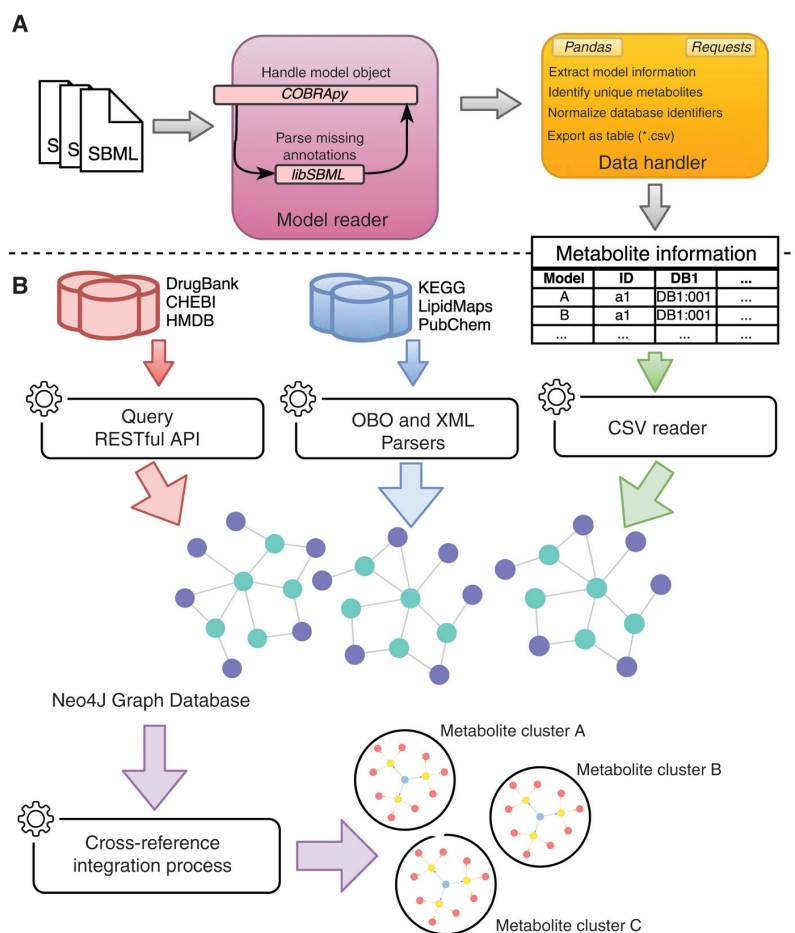 A
S
S
SBML
Handle model object
COBRApy
Parse missing
annotations
libSBML
Model reader
Pandas
Requests
Extract model information
Identify unique metabolites
Normalize database identifiers
Export as table (*.csv)
Data handler
Metabolite information
Model ID DB1 ...
A a1 DB1:001 ...
B a1 DB1:001 ...
... ... ... ...
B
DrugBank
CHEBI
HMDB
KEGG
LipidMaps
PubChem
Query
RESTful API
OBO and XML
Parsers
CSV reader
Neo4J Graph Database
Cross-reference
integration process
Metabolite cluster A
Metabolite cluster B
Metabolite cluster C